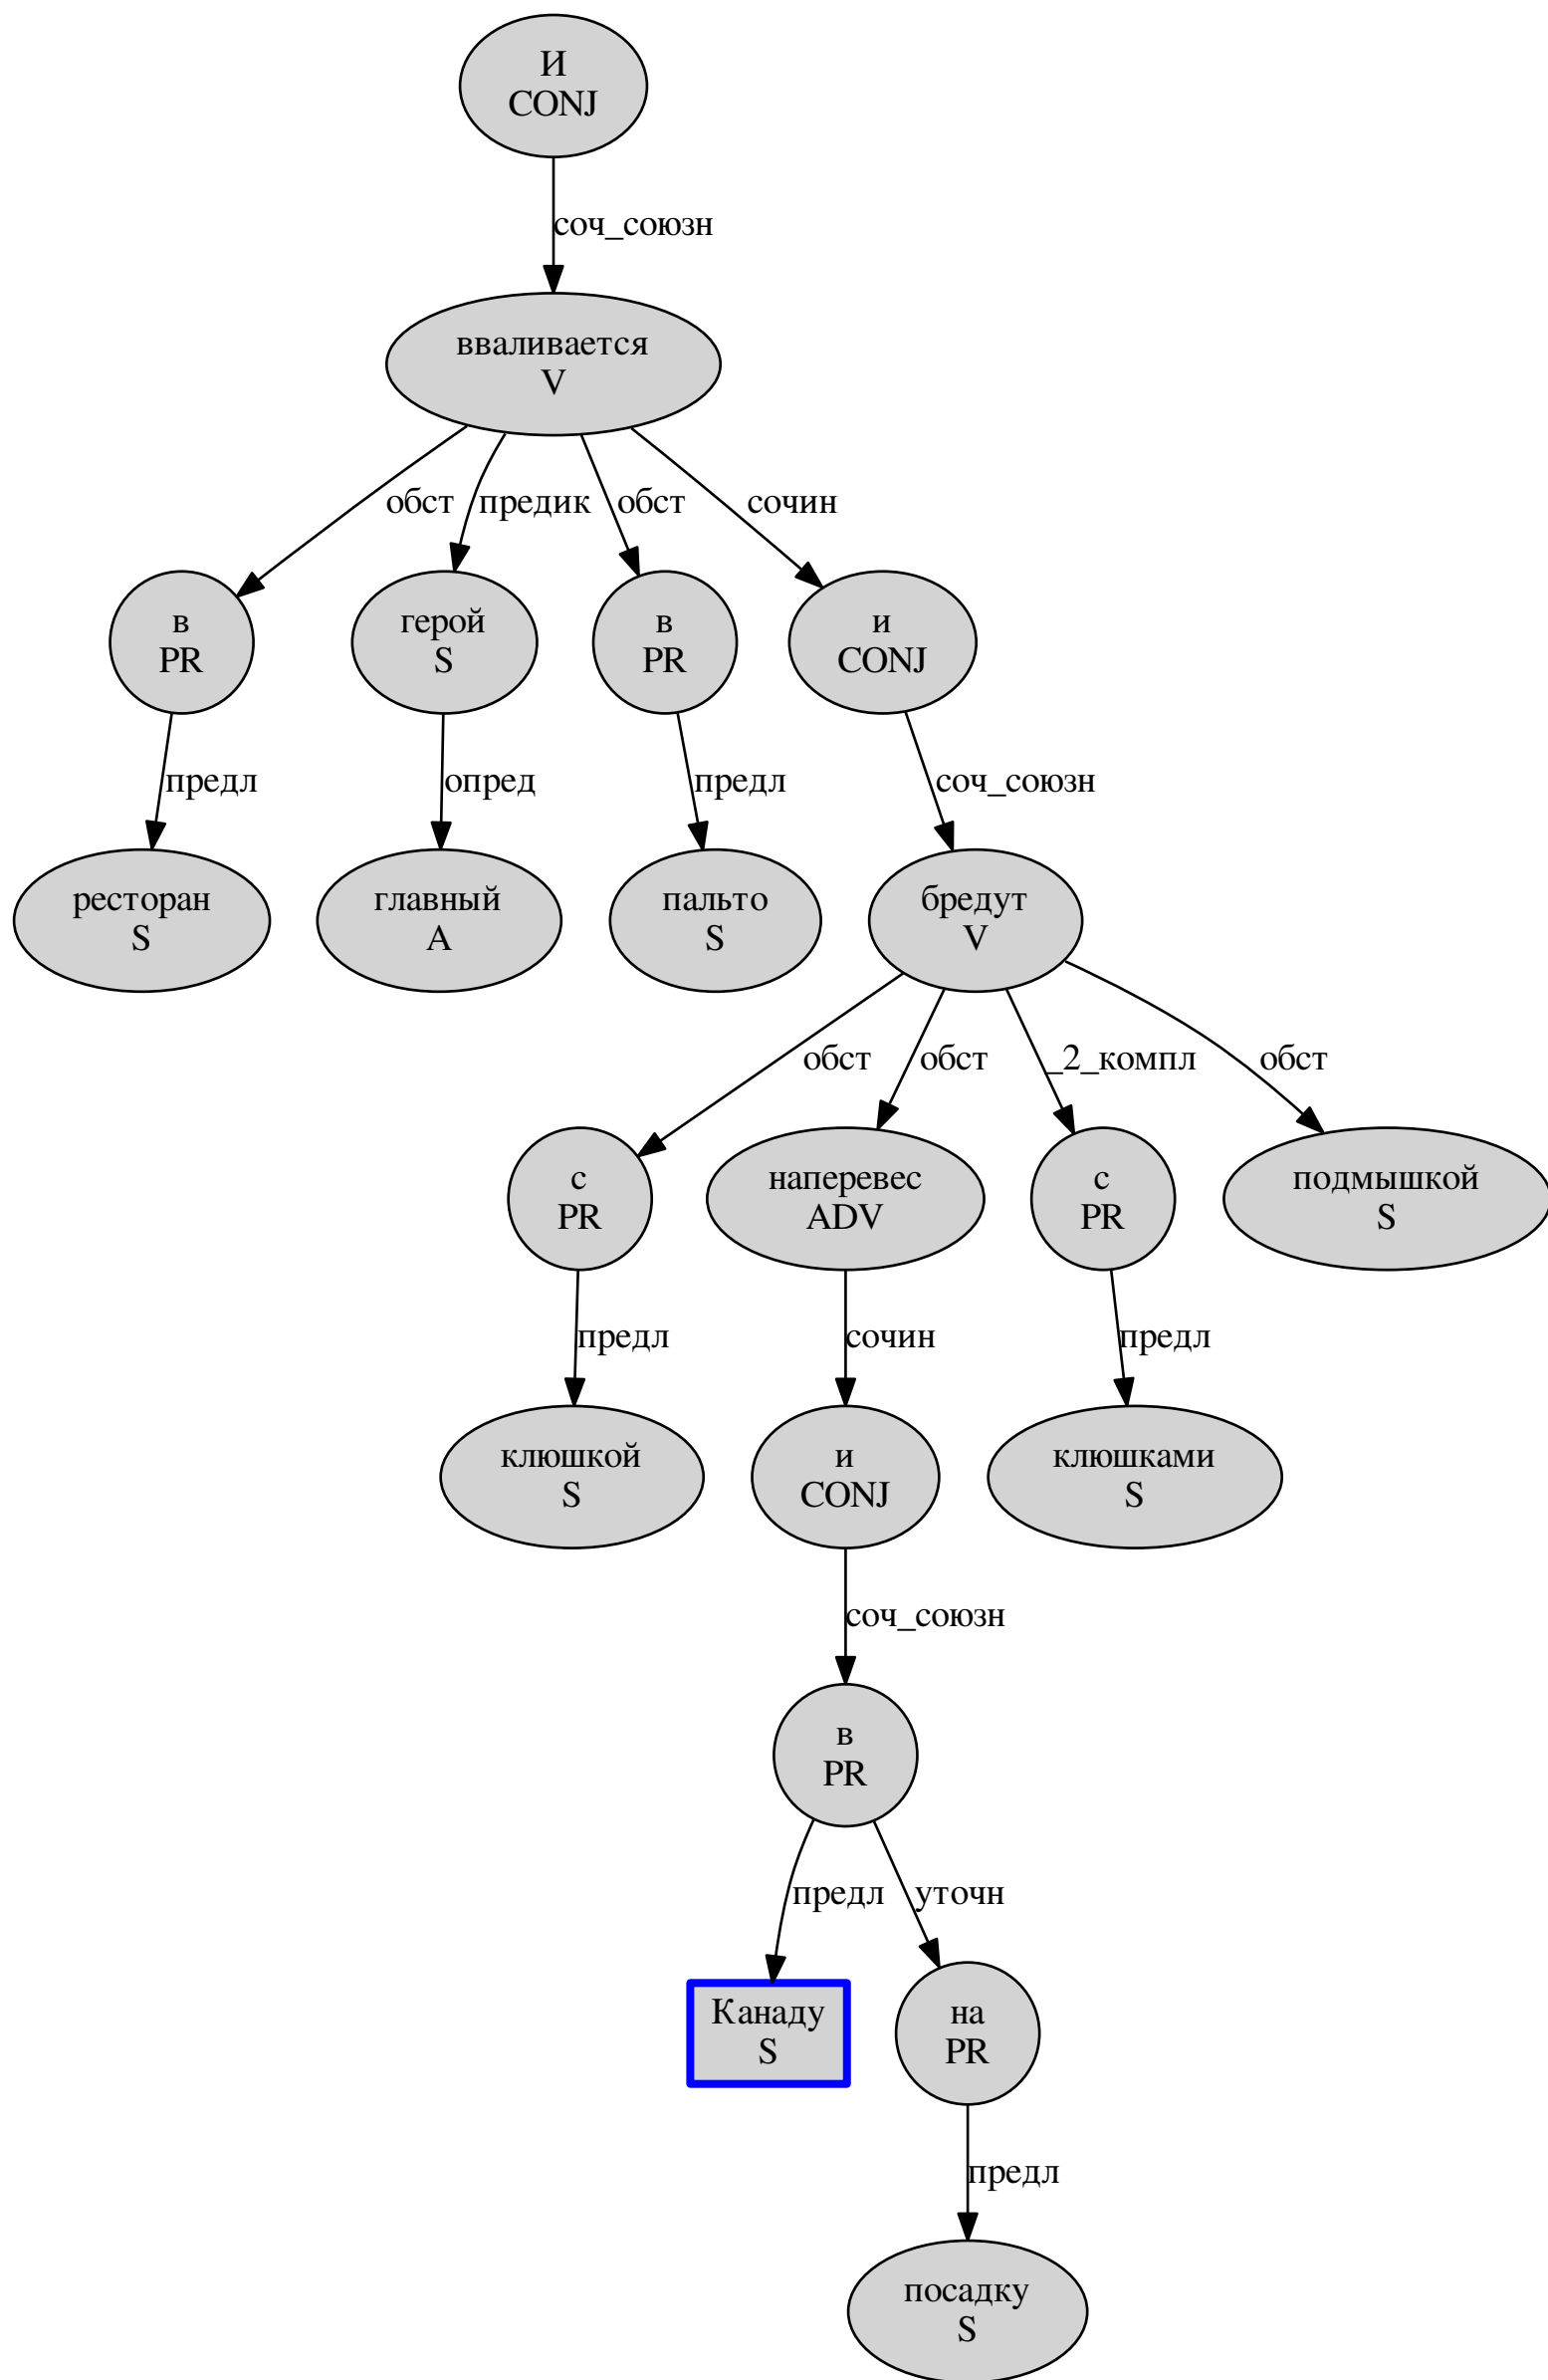 И
CONJ
соч_союзн
вваливается
V
обст
предик
обст
сочин
в
PR
герой
S
в
PR
и
CONJ
предл
опред
предл
соч_союзн
ресторан
S
главный
A
пальто
S
бредут
V
обст
обст
_2_компл
обст
с
PR
наперевес
ADV
с
PR
подмышкой
S
предл
сочин
предл
клюшкой
S
и
CONJ
клюшками
S
соч_союзн
в
PR
предл
уточн
Канаду
S
на
PR
предл
посадку
S